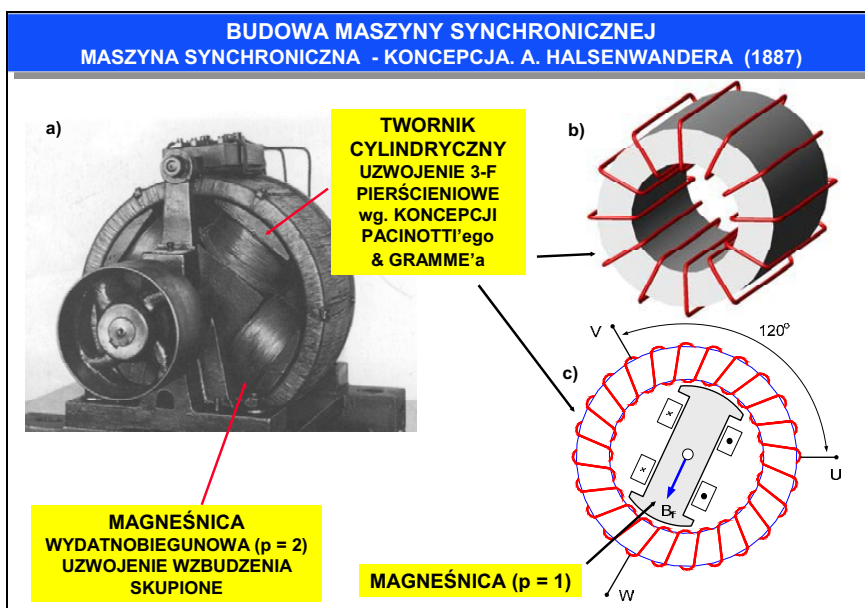 BUDOWA MASZYNY SYNCHRONICZNEJ
MASZYNA SYNCHRONICZNA - KONCEPCJA. A. HALSENWANDERA (1887)
a)
TWORNIK
CYLINDRYCZNY
UZWOJENIE 3-F
PIERŚCIENIOWE
wg. KONCEPCJI
PACINOTTI'ego
& GRAMME'a
b)
V
120°
c)
U
B_F
W
MAGNEŚNICA
WYDATNOBIEGUNOWA (p = 2)
UZWOJENIE WZBUDZENIA
SKUPIONE
MAGNEŚNICA (p = 1)